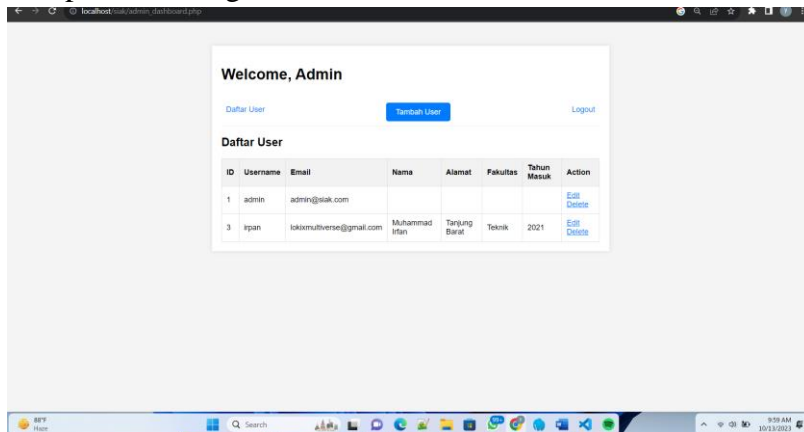 localhost/siak/admin_dashboard.php
Welcome, Admin
Daftar User Tambah User Logout
Daftar User
ID Username Email Nama Alamat Fakultas Tahun Masuk Action
1 admin admin@siak.com Edit Delete
3 irpan lokixmultiverse@gmail.com Muhammad Irfan Tanjung Barat Teknik 2021 Edit Delete
88°F
Haze
Search
9:59 AM
10/13/2023